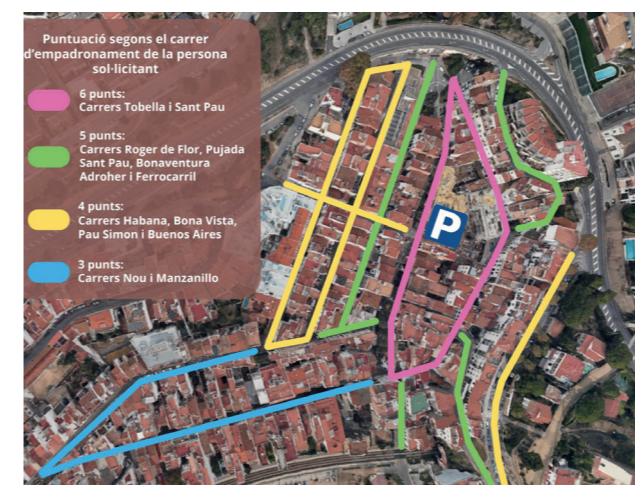 Puntuació segons el carrer
d'empadronament de la persona
sol·licitant
6 punts:
Carrers Tobella i Sant Pau
5 punts:
Carrers Roger de Flor, Pujada
Sant Pau, Bonaventura
Adroher i Ferrocarril
4 punts:
Carrers Habana, Bona Vista,
Pau Simon i Buenos Aires
3 punts:
Carrers Nou i Manzanillo
P